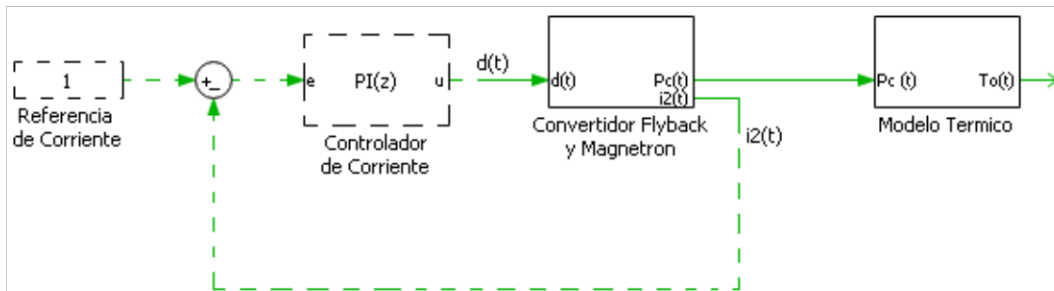 1
Referencia
de Corriente
+
-
e
PI(z)
u
Controlador
de Corriente
d(t)
d(t)
Pc(t)
i2(t)
Convertidor Flyback
y Magnetron
i2(t)
Pc (t)
To(t)
Modelo Termico